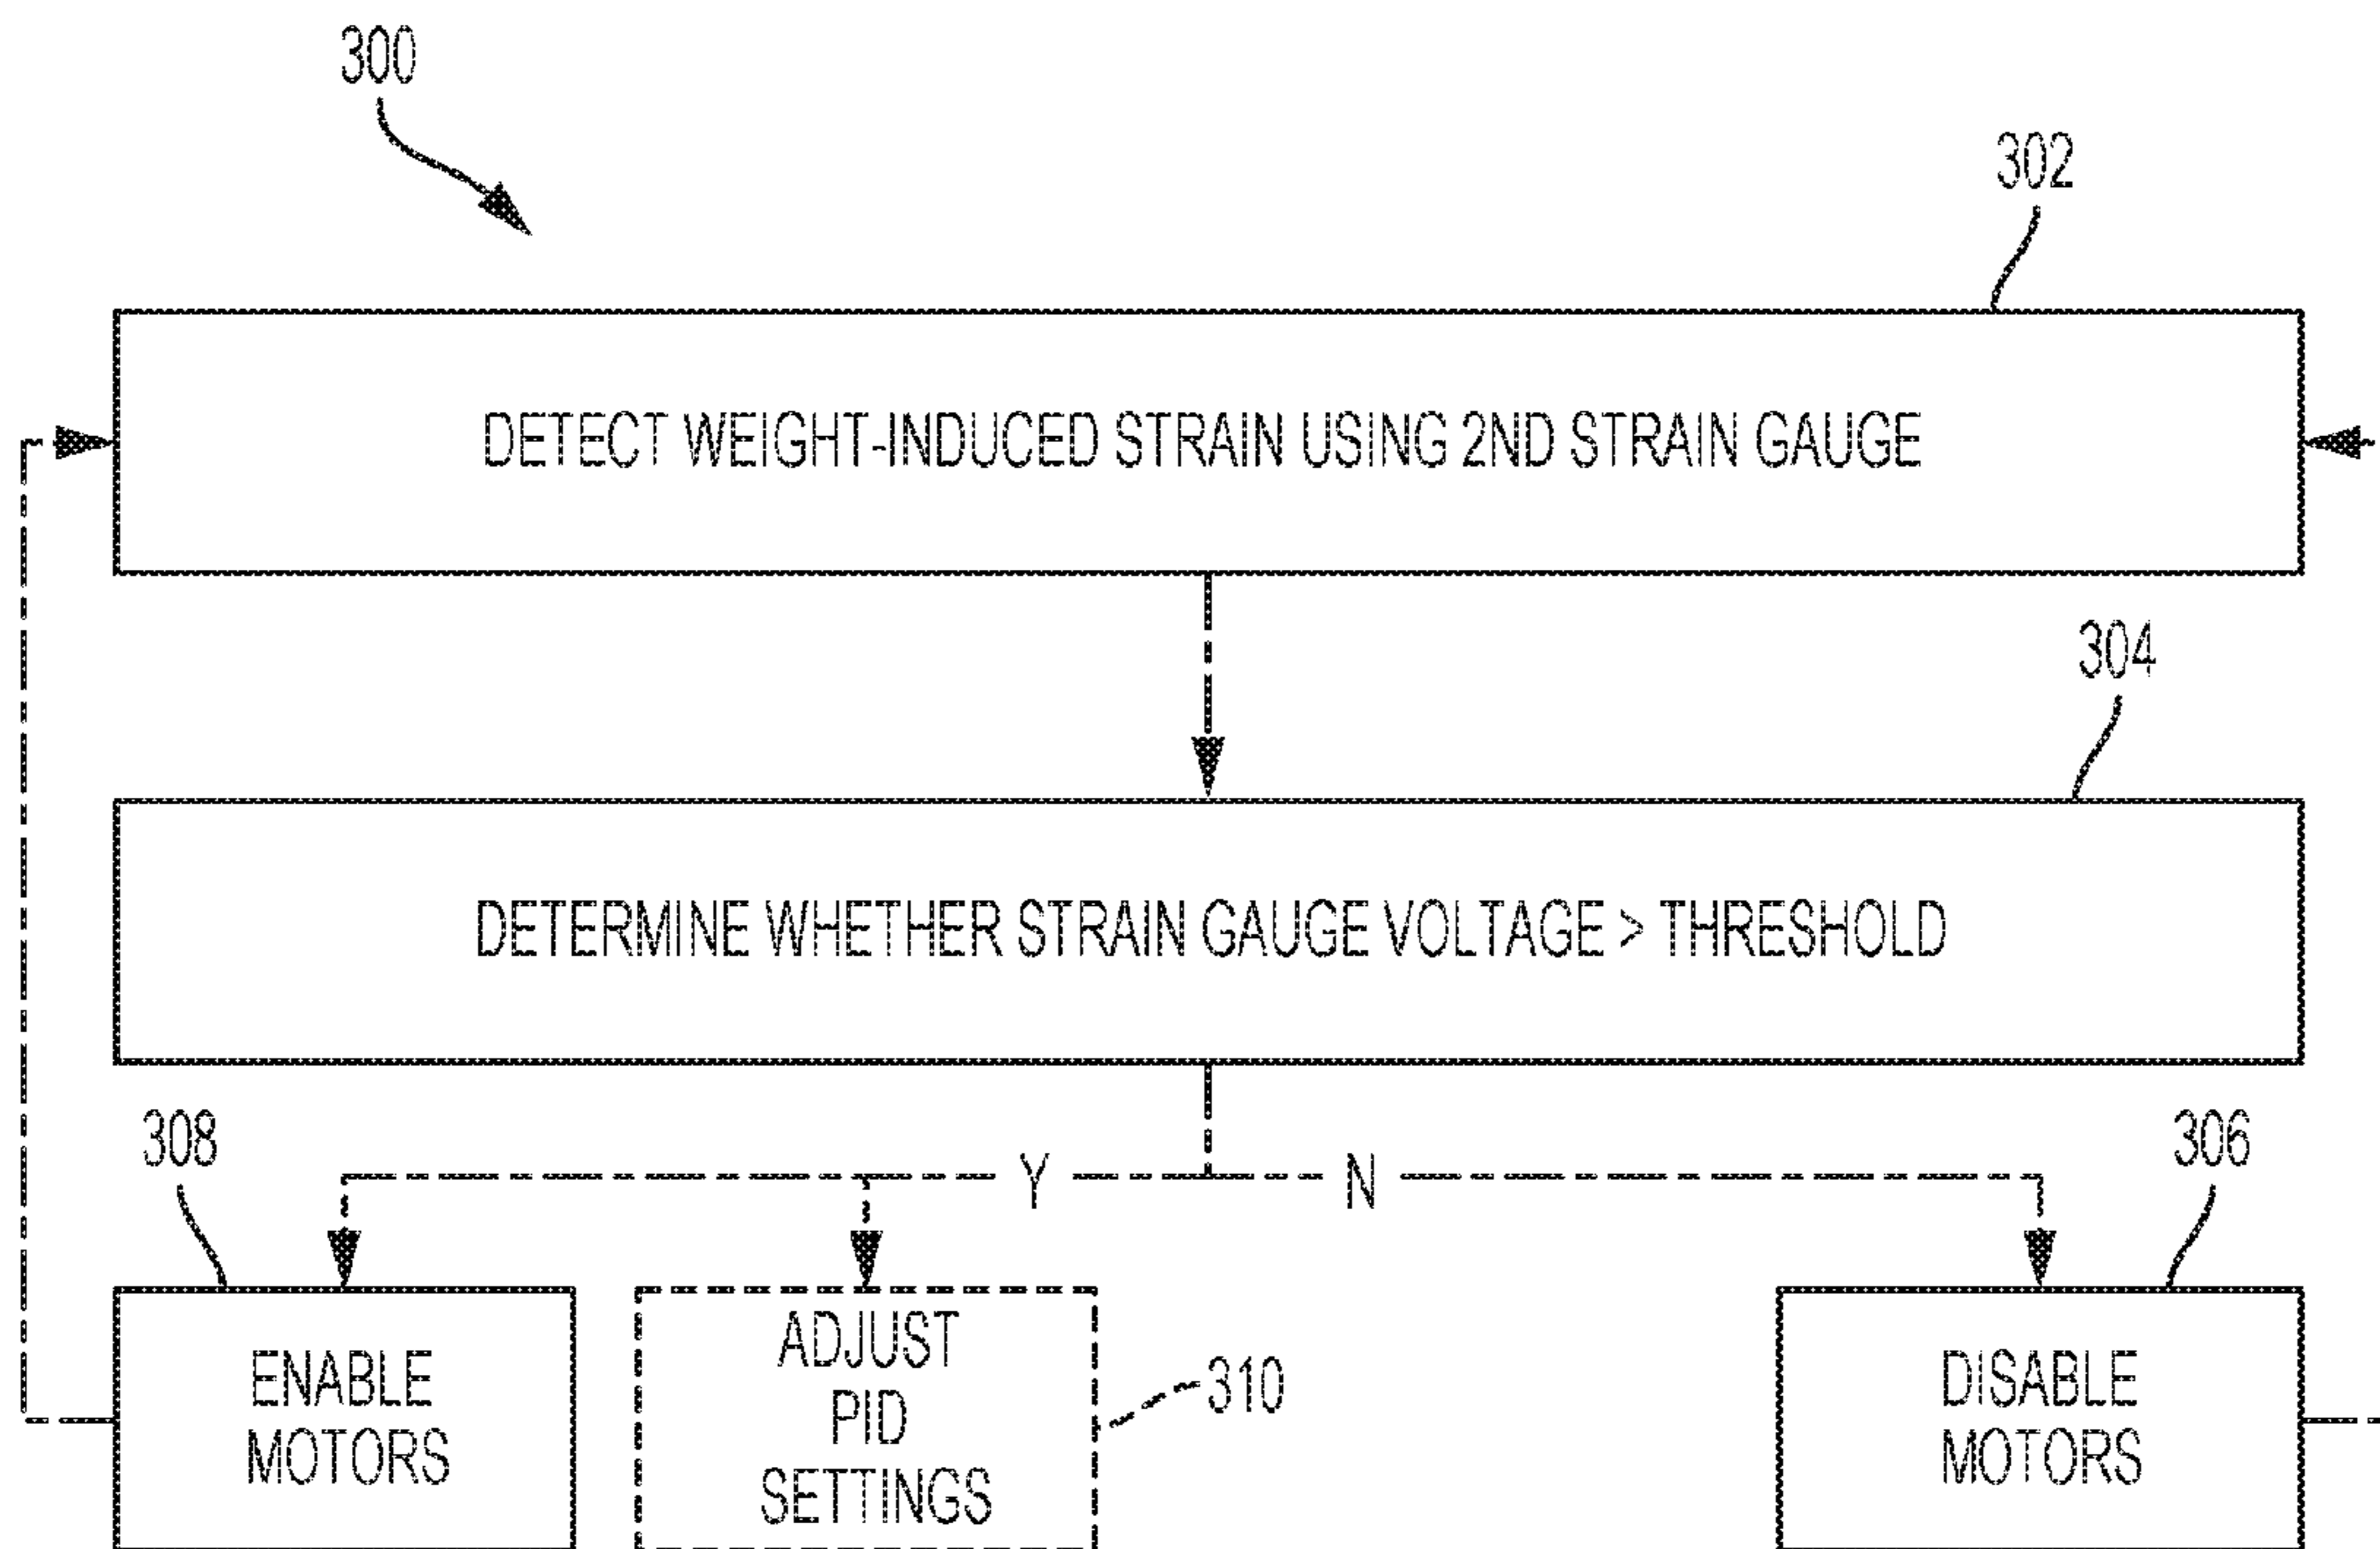 300
302
DETECT WEIGHT-INDUCED STRAIN USING 2ND STRAIN GAUGE
304
DETERMINE WHETHER STRAIN GAUGE VOLTAGE > THRESHOLD
308
Y
N
306
ENABLE
MOTORS
ADJUST
PID
SETTINGS
310
DISABLE
MOTORS